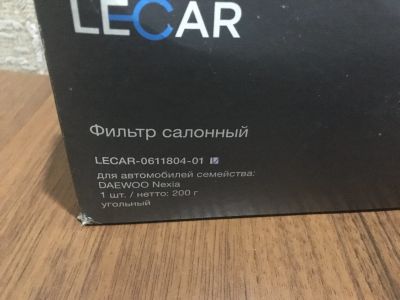 LECAR
Фильтр салонный
LECAR-0611804-01
для автомобилей семейства:
DAEWOO Nexia
1 шт. / нетто: 200 г
угольный